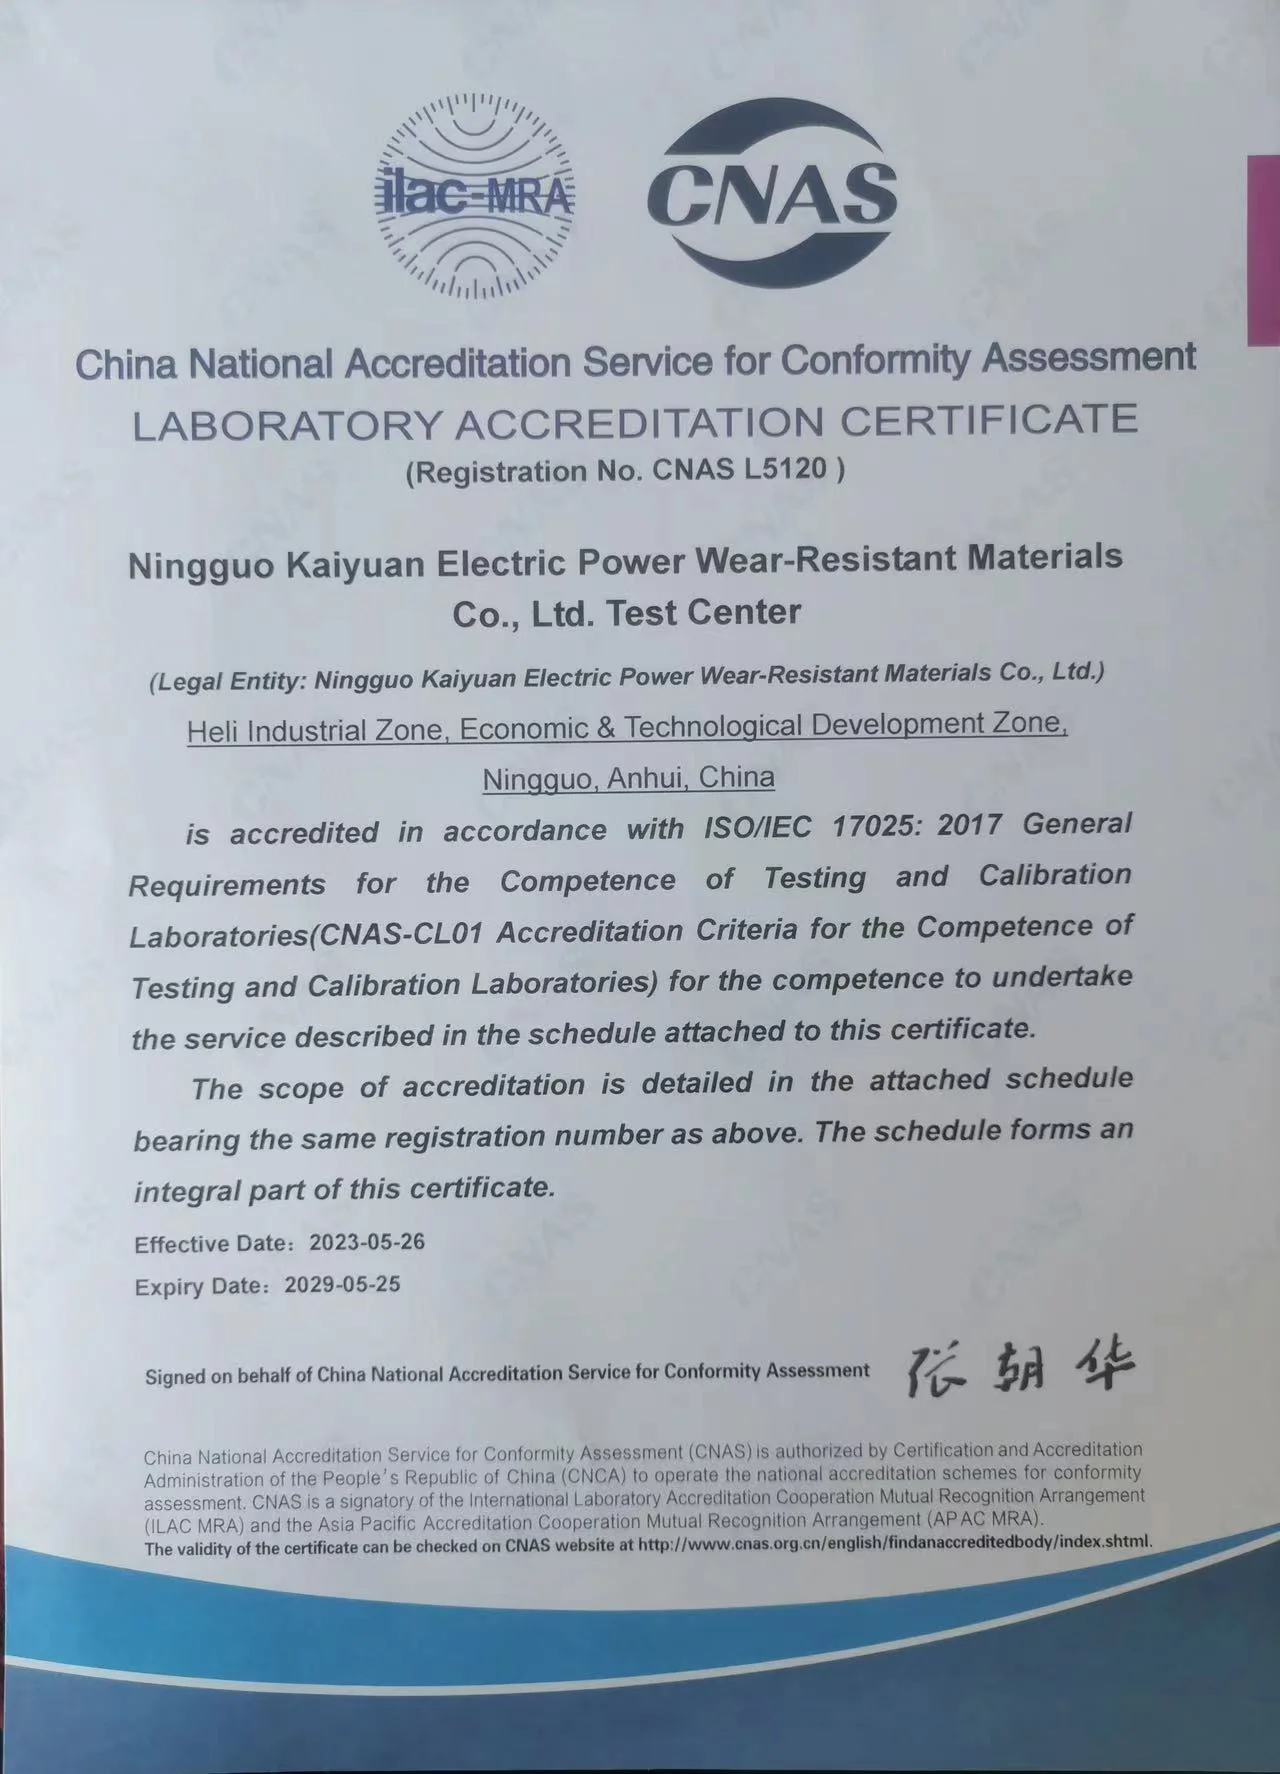 ilac-MRA
CNAS
China National Accreditation Service for Conformity Assessment
LABORATORY ACCREDITATION CERTIFICATE
(Registration No. CNAS L5120 )
Ningguo Kaiyuan Electric Power Wear-Resistant Materials
Co., Ltd. Test Center
(Legal Entity: Ningguo Kaiyuan Electric Power Wear-Resistant Materials Co., Ltd.)
Heli Industrial Zone, Economic & Technological Development Zone,
Ningguo, Anhui, China
is accredited in accordance with ISO/IEC 17025: 2017 General
Requirements for the Competence of Testing and Calibration
Laboratories(CNAS-CL01 Accreditation Criteria for the Competence of
Testing and Calibration Laboratories) for the competence to undertake
the service described in the schedule attached to this certificate.
The scope of accreditation is detailed in the attached schedule
bearing the same registration number as above. The schedule forms an
integral part of this certificate.
Effective Date：2023-05-26
Expiry Date：2029-05-25
Signed on behalf of China National Accreditation Service for Conformity Assessment 张朝华
China National Accreditation Service for Conformity Assessment (CNAS) is authorized by Certification and Accreditation
Administration of the People's Republic of China (CNCA) to operate the national accreditation schemes for conformity
assessment. CNAS is a signatory of the International Laboratory Accreditation Cooperation Mutual Recognition Arrangement
(ILAC MRA) and the Asia Pacific Accreditation Cooperation Mutual Recognition Arrangement (APAC MRA).
The validity of the certificate can be checked on CNAS website at http://www.cnas.org.cn/english/findanaccreditedbody/index.shtml.